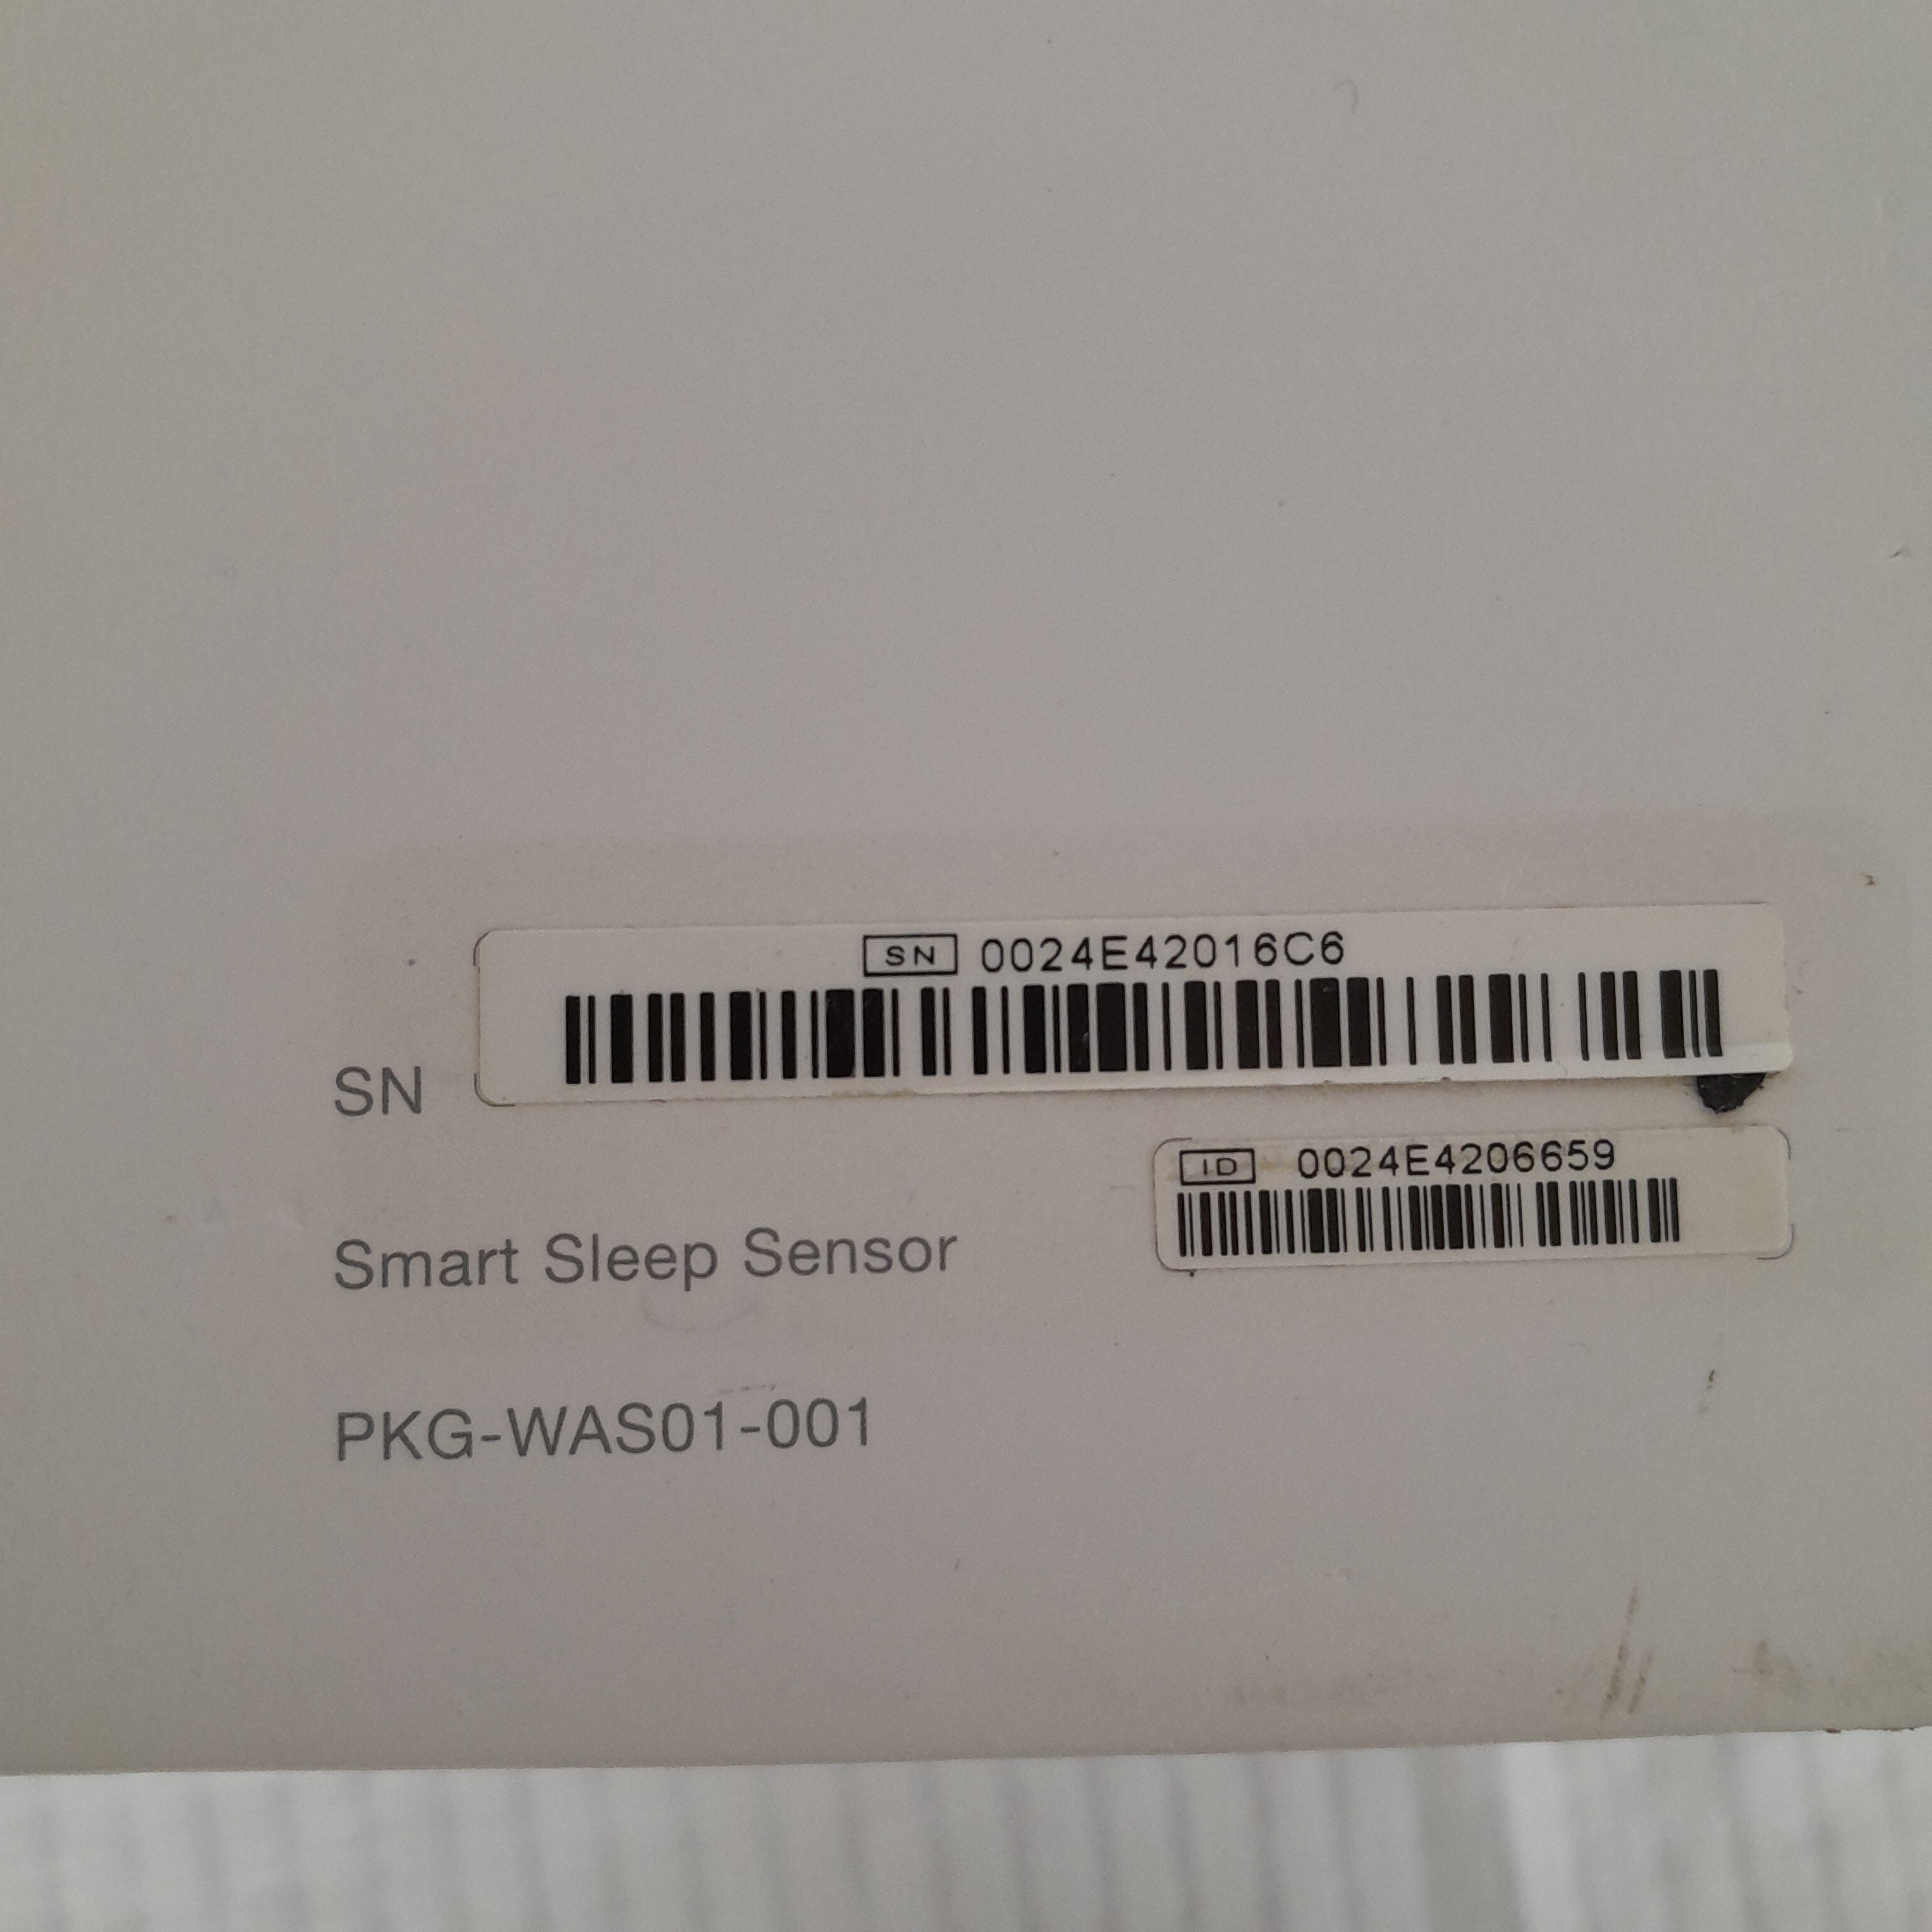 SN 0024E42016C6
SN
ID 0024E4206659
Smart Sleep Sensor
PKG-WAS01-001